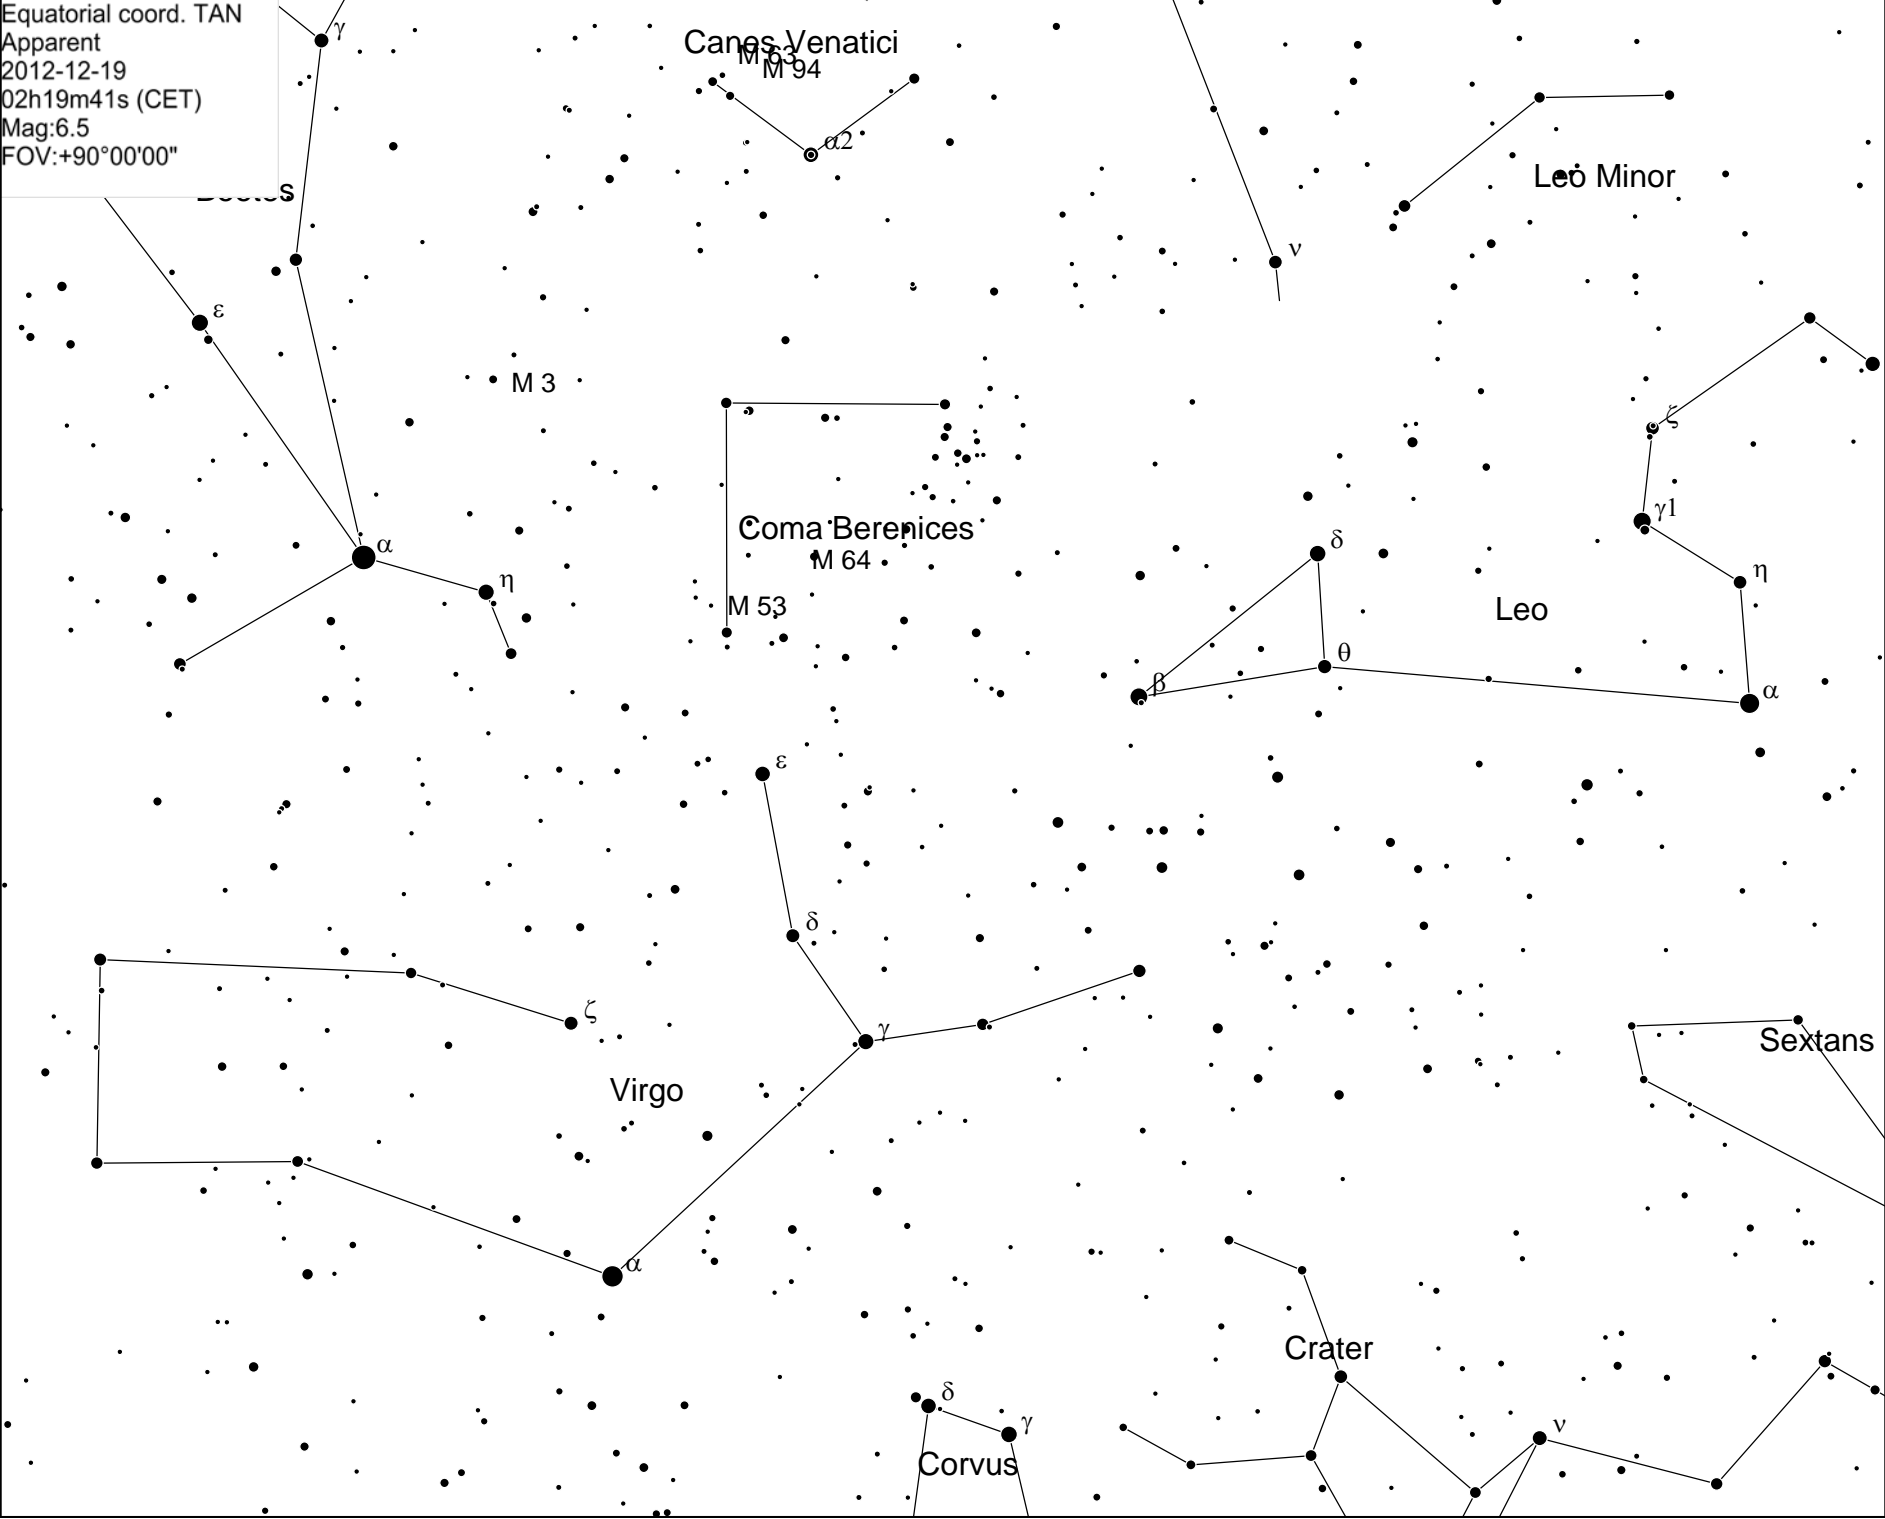 Equatorial coord. TAN
Apparent
2012-12-19
02h19m41s (CET)
Mag:6.5
FOV:+90°00'00"
γ
Canes Venatici
M 63
M 94
α2
Leo Minor
Bootes
ν
ε
M 3
ζ
γ1
Coma Berenices
α
δ
M 64
η
η
M 53
Leo
θ
β
α
ε
δ
ζ
γ
Sextans
Virgo
α
Crater
δ
γ
ν
Corvus